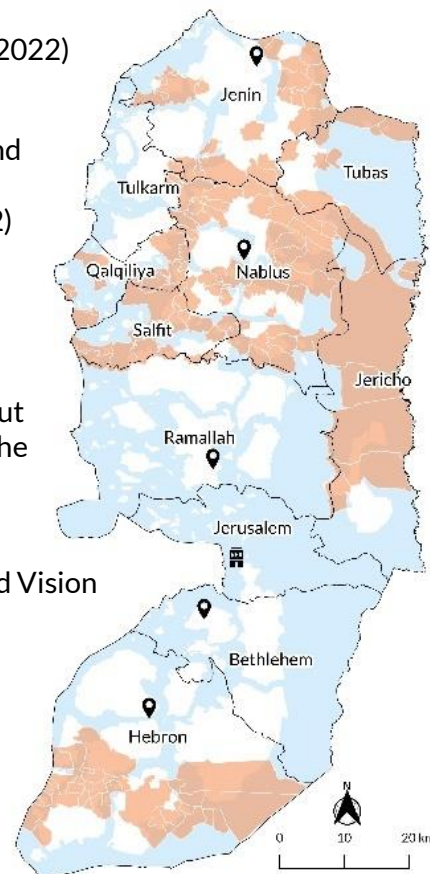 2022)
nd
2)
ut
he
d Vision
Jenin
Tubas
Tulkarm
Qalqiliya
Nablus
Salfit
Jericho
Ramallah
Jerusalem
Bethlehem
Hebron
N
0 10 20 km